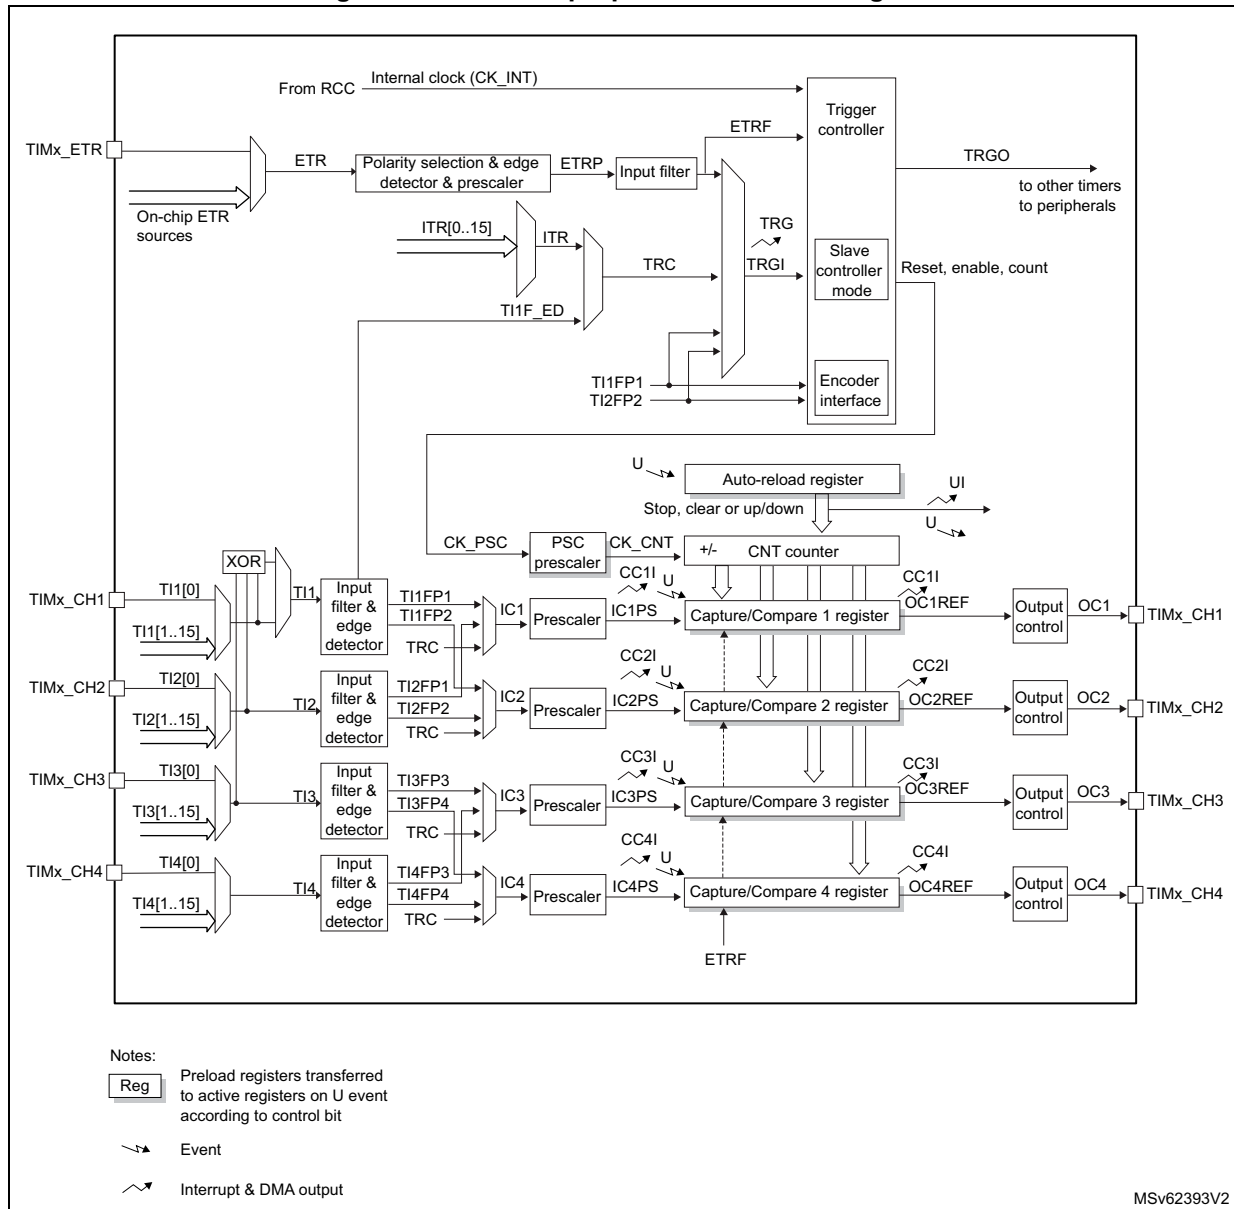 Internal clock (CK_INT)
From RCC
Trigger
controller
ETRF
TIMx_ETR
ETR
Polarity selection & edge
detector & prescaler
ETRP
Input filter
TRGO
to other timers
to peripherals
On-chip ETR
sources
ITR[0..15]
ITR
TRG
TRC
TRGI
Slave
controller
mode
Reset, enable, count
TI1F_ED
TI1FP1
TI2FP2
Encoder
interface
U
Auto-reload register
UI
Stop, clear or up/down
U
CK_PSC
PSC
prescaler
CK_CNT
+/-
CNT counter
XOR
TIMx_CH1
TI1[0]
TI1[1..15]
TI1
Input
filter &
edge
detector
TI1FP1
TI1FP2
TRC
IC1
Prescaler
IC1PS
CC1I
U
Capture/Compare 1 register
CC1I
OC1REF
Output
control
OC1
TIMx_CH1
TIMx_CH2
TI2[0]
TI2[1..15]
TI2
Input
filter &
edge
detector
TI2FP1
TI2FP2
TRC
IC2
Prescaler
IC2PS
CC2I
U
Capture/Compare 2 register
CC2I
OC2REF
Output
control
OC2
TIMx_CH2
TIMx_CH3
TI3[0]
TI3[1..15]
TI3
Input
filter &
edge
detector
TI3FP3
TI3FP4
TRC
IC3
Prescaler
IC3PS
CC3I
U
Capture/Compare 3 register
CC3I
OC3REF
Output
control
OC3
TIMx_CH3
TIMx_CH4
TI4[0]
TI4[1..15]
TI4
Input
filter &
edge
detector
TI4FP3
TI4FP4
TRC
IC4
Prescaler
IC4PS
CC4I
U
Capture/Compare 4 register
CC4I
OC4REF
Output
control
OC4
TIMx_CH4
ETRF
Notes:
Reg
Preload registers transferred
to active registers on U event
according to control bit
Event
Interrupt & DMA output
MSv62393V2